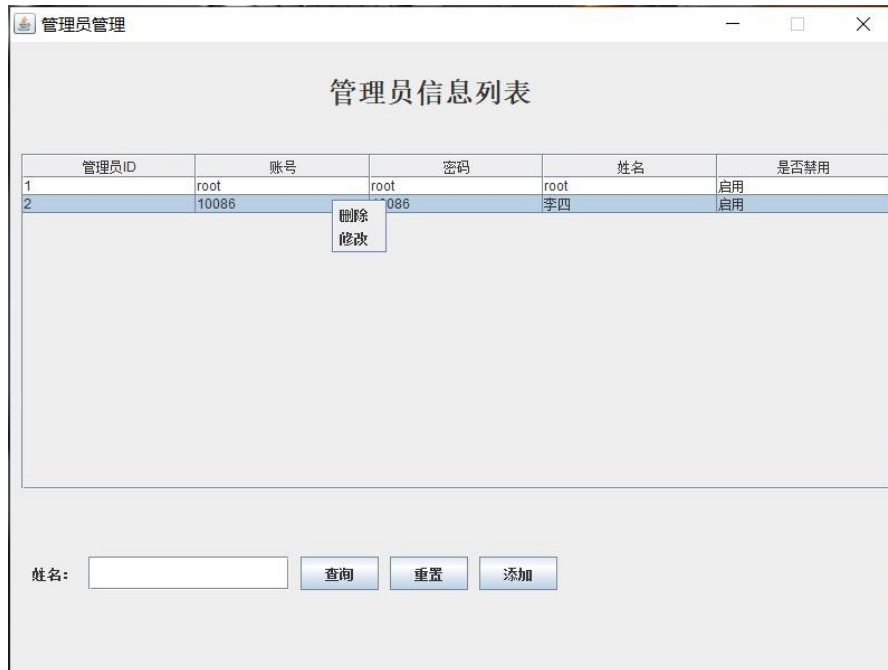 管理员管理
管理员信息列表
管理员ID 账号 密码 姓名 是否禁用
1 root root root 启用
2 10086 086 李四 启用
删除
修改
姓名： 查询 重置 添加